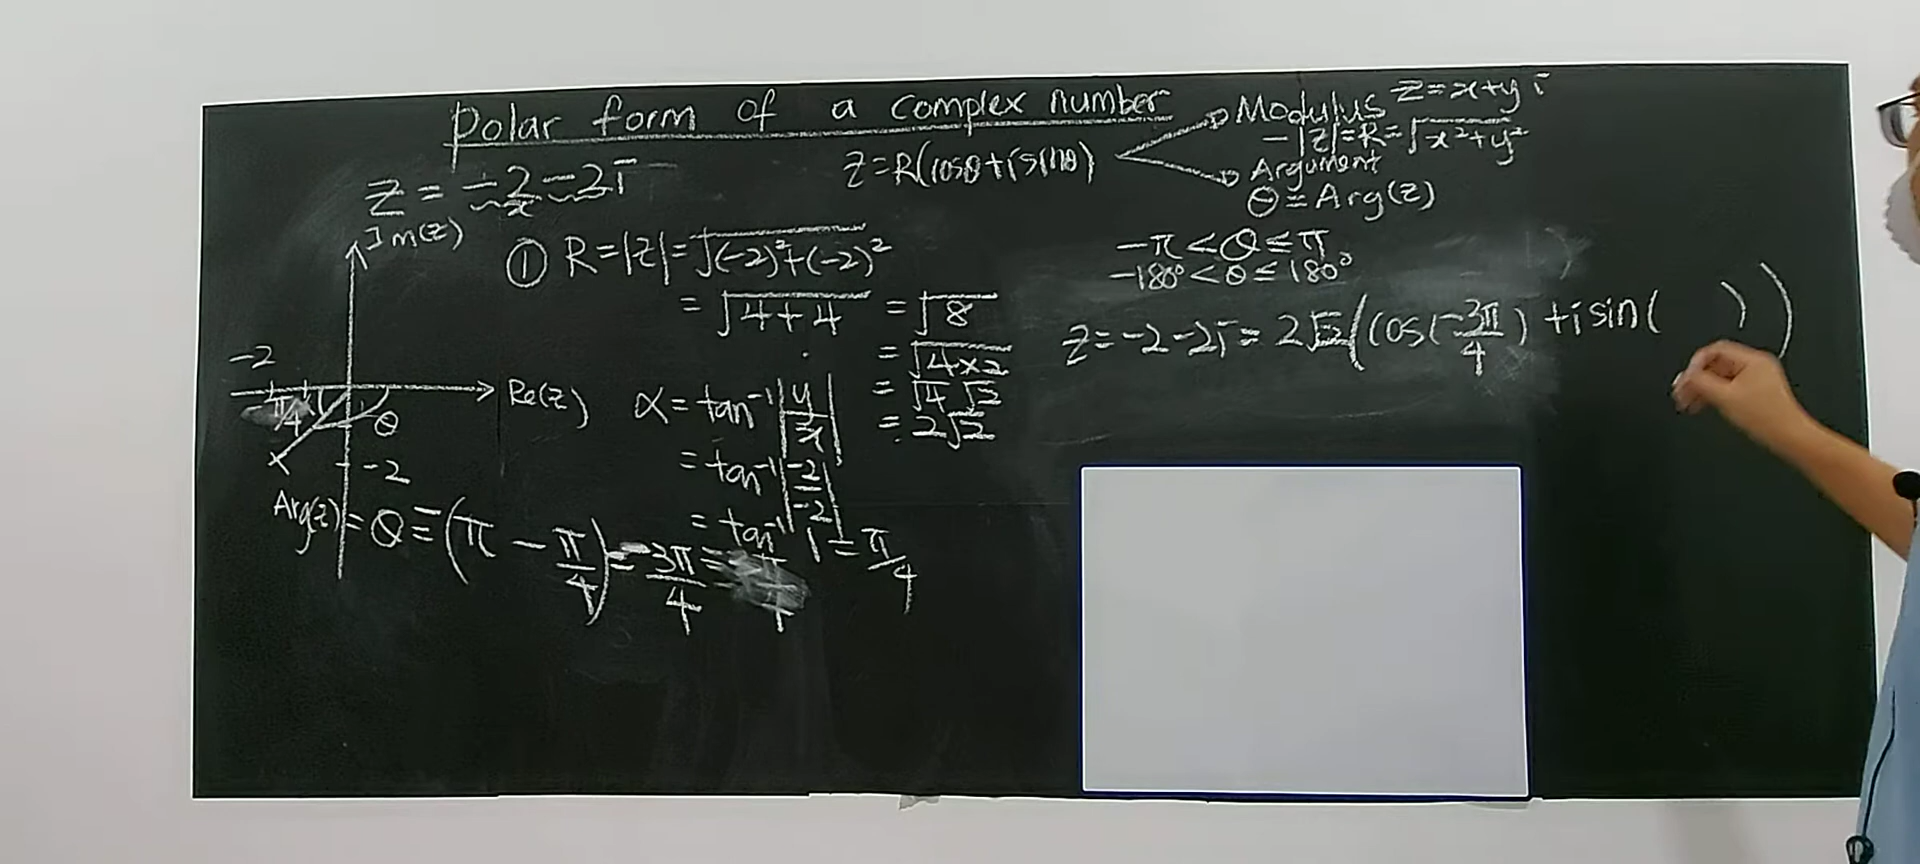 Polar form of a complex number
z = -2 - 2i
x
z = R(cosθ + i sinθ)
Modulus z = x + yi
- |z| = R = √x² + y²
Argument
θ = Arg(z)
-π < θ ≤ π
-180° < θ ≤ 180°
Im(z)
Re(z)
-2
π/4
θ
-2
① R = |z| = √(-2)² + (-2)²
= √4 + 4 = √8
= √4 × 2
= √4 √2
= 2√2
α = tan⁻¹ |y/x|
= tan⁻¹ |-2/-2|
= tan⁻¹ 1 = π/4
Arg(z) = θ = -(π - π/4) = -3π/4 =
z = -2 - 2i = 2√2 (cos(-3π/4) + i sin( ))